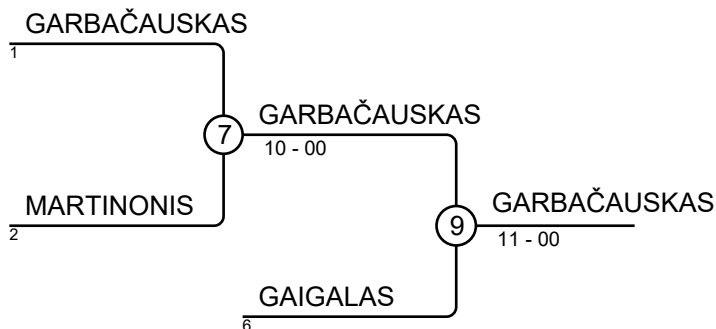 GARBAČAUSKAS
1
7
GARBAČAUSKAS
10 - 00
MARTINONIS
2
9
GARBAČAUSKAS
11 - 00
GAIGALAS
6